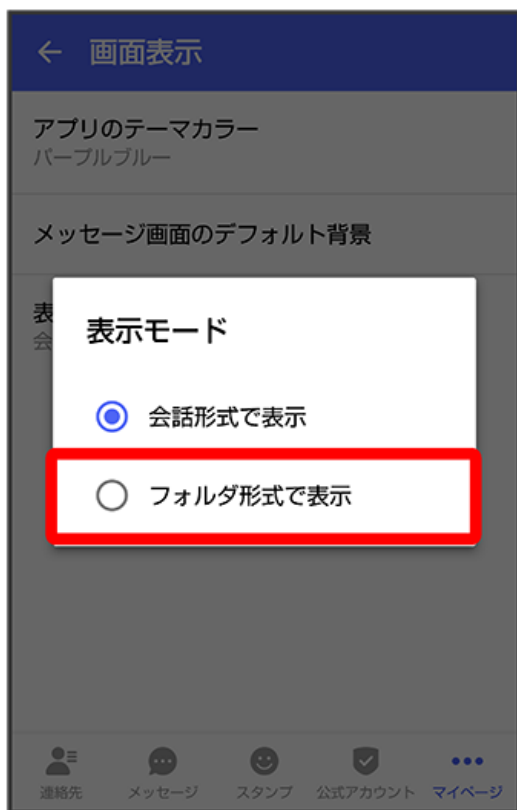 画面表示
アプリのテーマカラー
パープルブルー
メッセージ画面のデフォルト背景
表
会
表示モード
会話形式で表示
フォルダ形式で表示
連絡先
メッセージ
スタンプ
公式アカウント
マイページ